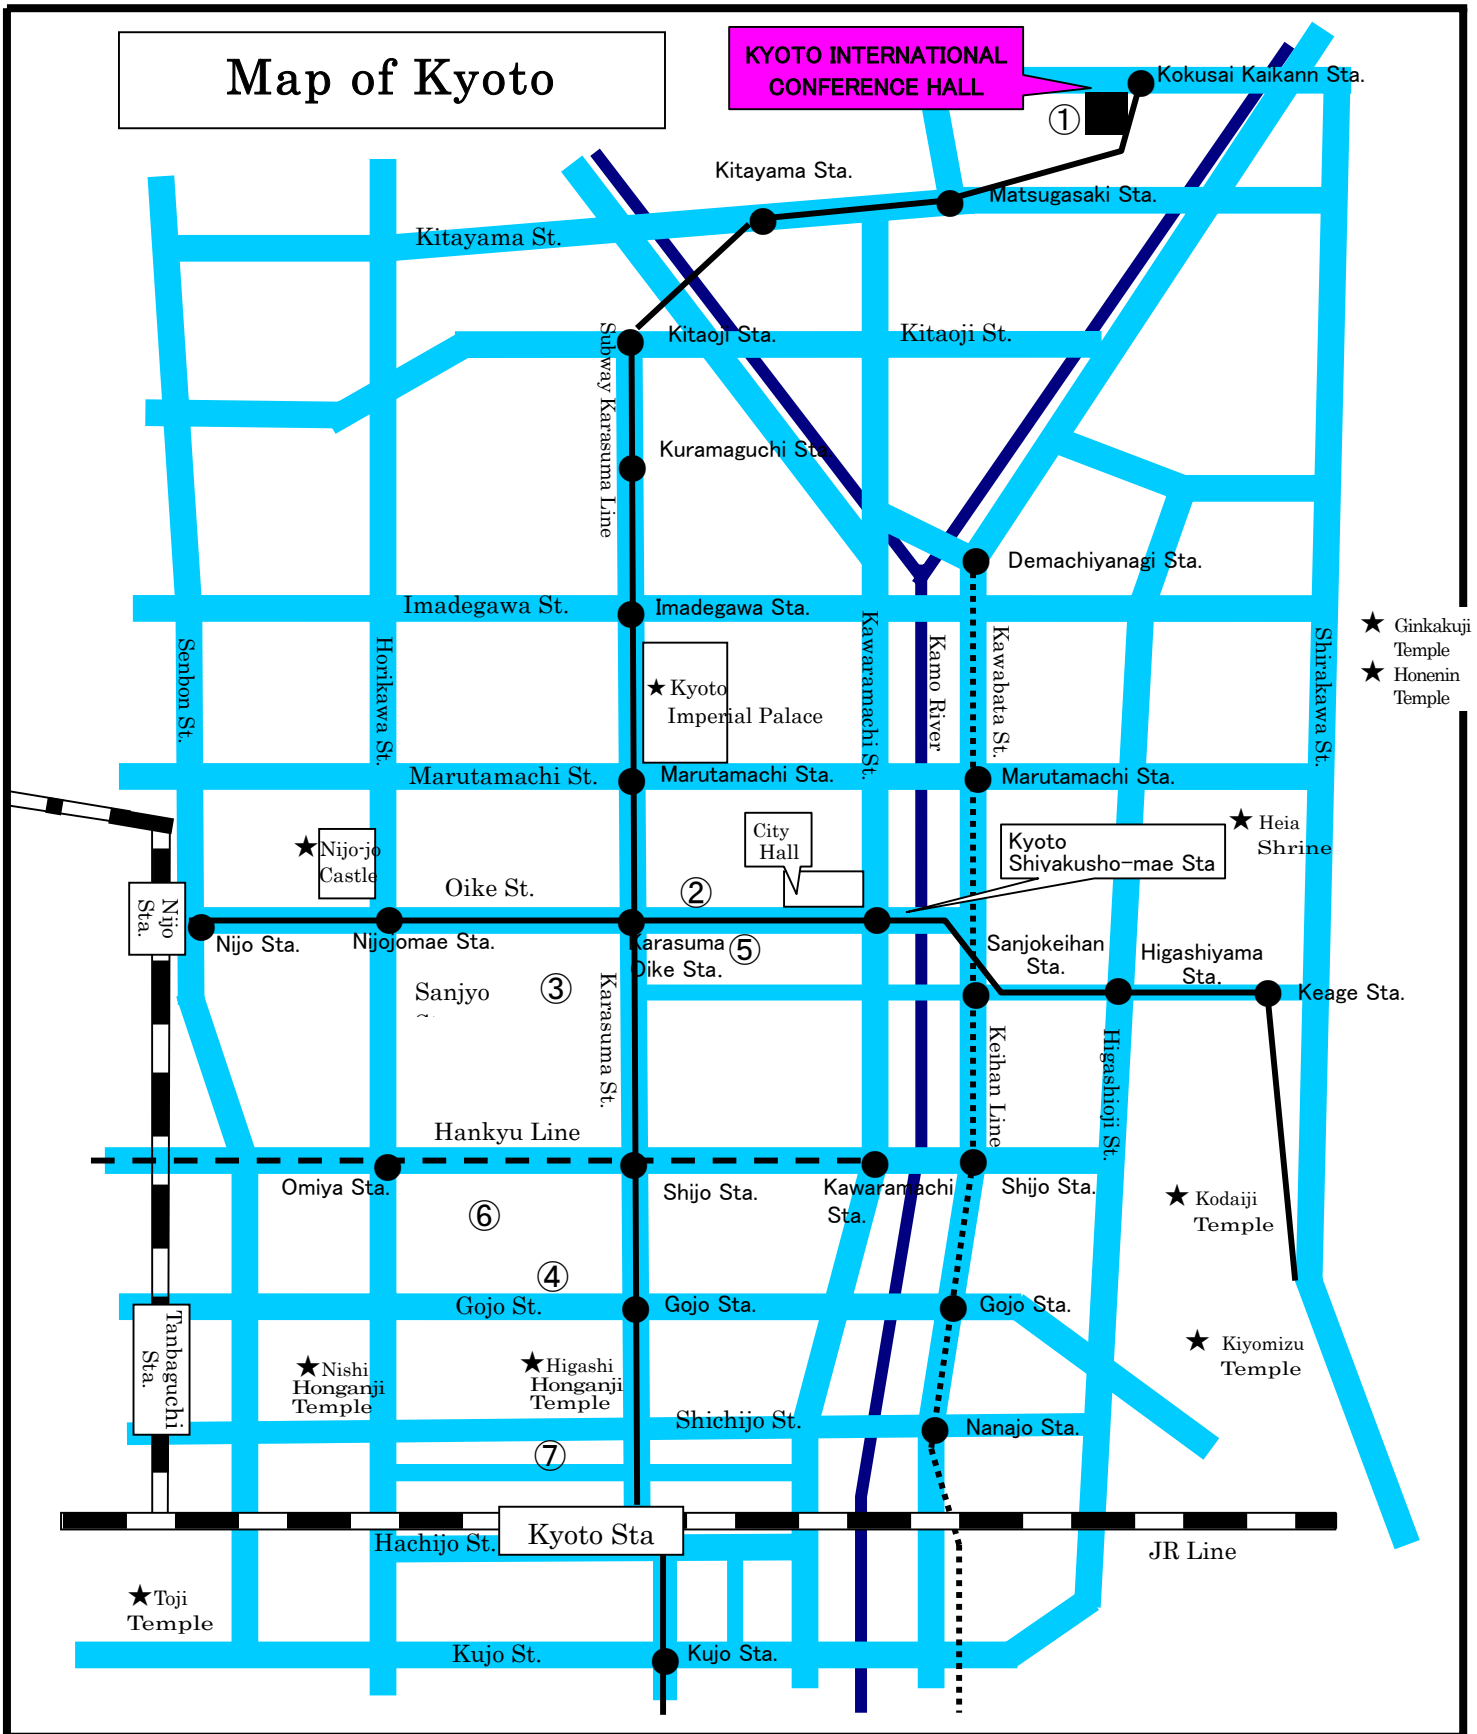 Map of Kyoto
KYOTO INTERNATIONAL
CONFERENCE HALL
Kokusai Kaikann Sta.
①
Kitayama Sta.
Matsugasaki Sta.
Kitayama St.
Subway Karasuma Line
Kitaoji Sta.
Kitaoji St.
Kuramaguchi Sta.
Demachiyanagi Sta.
Imadegawa St.
Imadegawa Sta.
Senbon St.
Horikawa St.
Kawaramachi St.
Kamo River
Kawabata St.
Shirakawa St.
★ Ginkakuji
Temple
★ Honenin
Temple
★ Kyoto
Imperial Palace
Marutamachi St.
Marutamachi Sta.
Marutamachi Sta.
★ Nijo-jo
Castle
City
Hall
Kyoto
Shiyakusho-mae Sta
★ Heia
Shrine
Oike St.
②
Nijo
Sta.
Nijo Sta.
Nijojomae Sta.
Karasuma
Oike Sta.
⑤
Sanjokeihan
Sta.
Higashiyama
Sta.
Keage Sta.
Sanjyo
③
Karasuma St.
Keihan Line
Higashioji St.
Hankyu Line
Omiya Sta.
Shijo Sta.
Kawaramachi
Sta.
Shijo Sta.
★ Kodaiji
Temple
⑥
④
Gojo St.
Gojo Sta.
Gojo Sta.
Tanbaguchi
Sta.
★ Nishi
Honganji
Temple
★ Higashi
Honganji
Temple
★ Kiyomizu
Temple
Shichijo St.
Nanajo Sta.
⑦
Kyoto Sta
Hachijo St.
JR Line
★ Toji
Temple
Kujo St.
Kujo Sta.